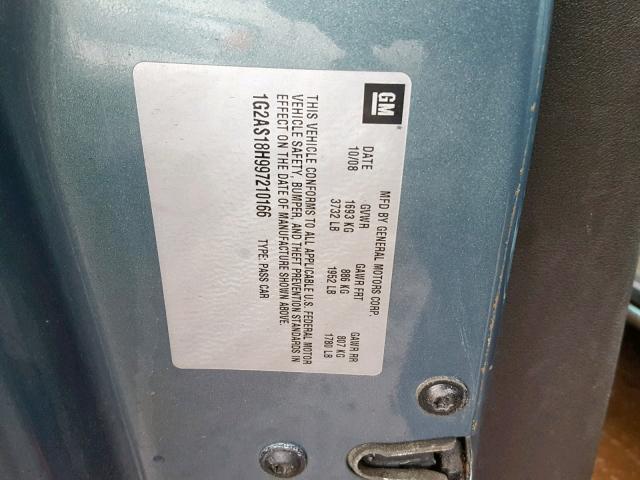 GM
MFD BY GENERAL MOTORS CORP.
DATE GVWR GAWR FRT GAWR RR
10/08 1693 KG 886 KG 807 KG
3732 LB 1952 LB 1780 LB
THIS VEHICLE CONFORMS TO ALL APPLICABLE U.S. FEDERAL MOTOR
VEHICLE SAFETY, BUMPER, AND THEFT PREVENTION STANDARDS IN
EFFECT ON THE DATE OF MANUFACTURE SHOWN ABOVE.
1G2AS18H997210166 TYPE: PASS CAR